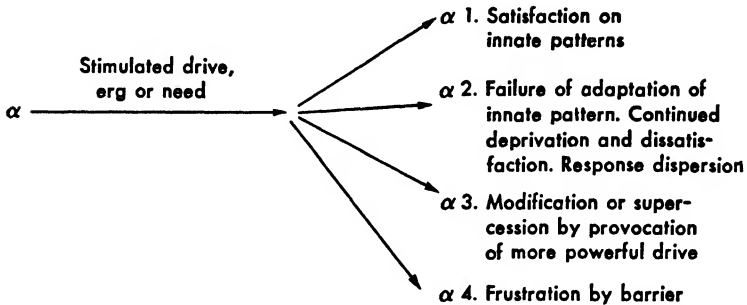 α 1. Satisfaction on
innate patterns
Stimulated drive,
erg or need
α
α 2. Failure of adaptation of
innate pattern. Continued
deprivation and dissatis-
faction. Response dispersion
α 3. Modification or super-
cession by provocation
of more powerful drive
α 4. Frustration by barrier